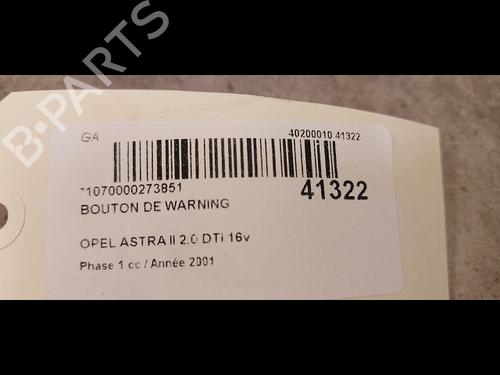 B-PARTS
GA
40200010 41322
*1070000273851
41322
BOUTON DE WARNING
OPEL ASTRA II 2.0 DTI 16v
Phase 1 cc / Année 2001